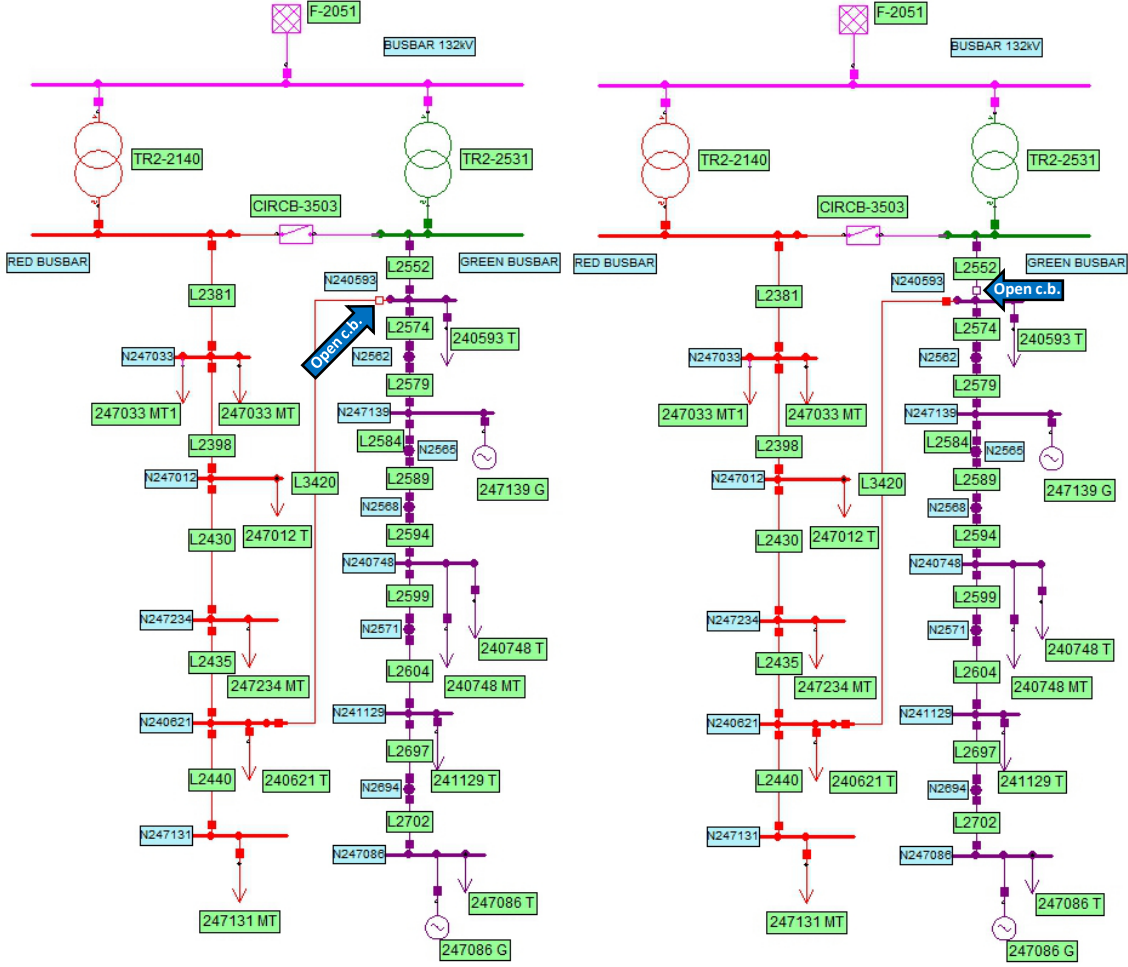 F-2051
BUSBAR 132kV
TR2-2140
TR2-2531
CIRCB-3503
RED BUSBAR
GREEN BUSBAR
L2552
N240593
L2381
Open c.b.
L2574
240593 T
N247033
N2562
L2579
247033 MT1
247033 MT
N247139
L2398
L2584
N2565
N247012
L2589
L3420
247139 G
N2568
247012 T
L2430
L2594
N240748
L2599
N247234
N2571
240748 T
L2435
L2604
247234 MT
240748 MT
N240621
N241129
L2697
L2440
240621 T
241129 T
N2694
L2702
N247131
N247086
247086 T
247131 MT
247086 G
F-2051
BUSBAR 132kV
TR2-2140
TR2-2531
CIRCB-3503
RED BUSBAR
GREEN BUSBAR
L2552
N240593
Open c.b.
L2381
L2574
240593 T
N247033
N2562
L2579
247033 MT1
247033 MT
N247139
L2398
L2584
N2565
N247012
L2589
L3420
247139 G
N2568
247012 T
L2430
L2594
N240748
L2599
N247234
N2571
240748 T
L2435
L2604
247234 MT
240748 MT
N240621
N241129
L2697
L2440
240621 T
241129 T
N2694
L2702
N247131
N247086
247086 T
247131 MT
247086 G